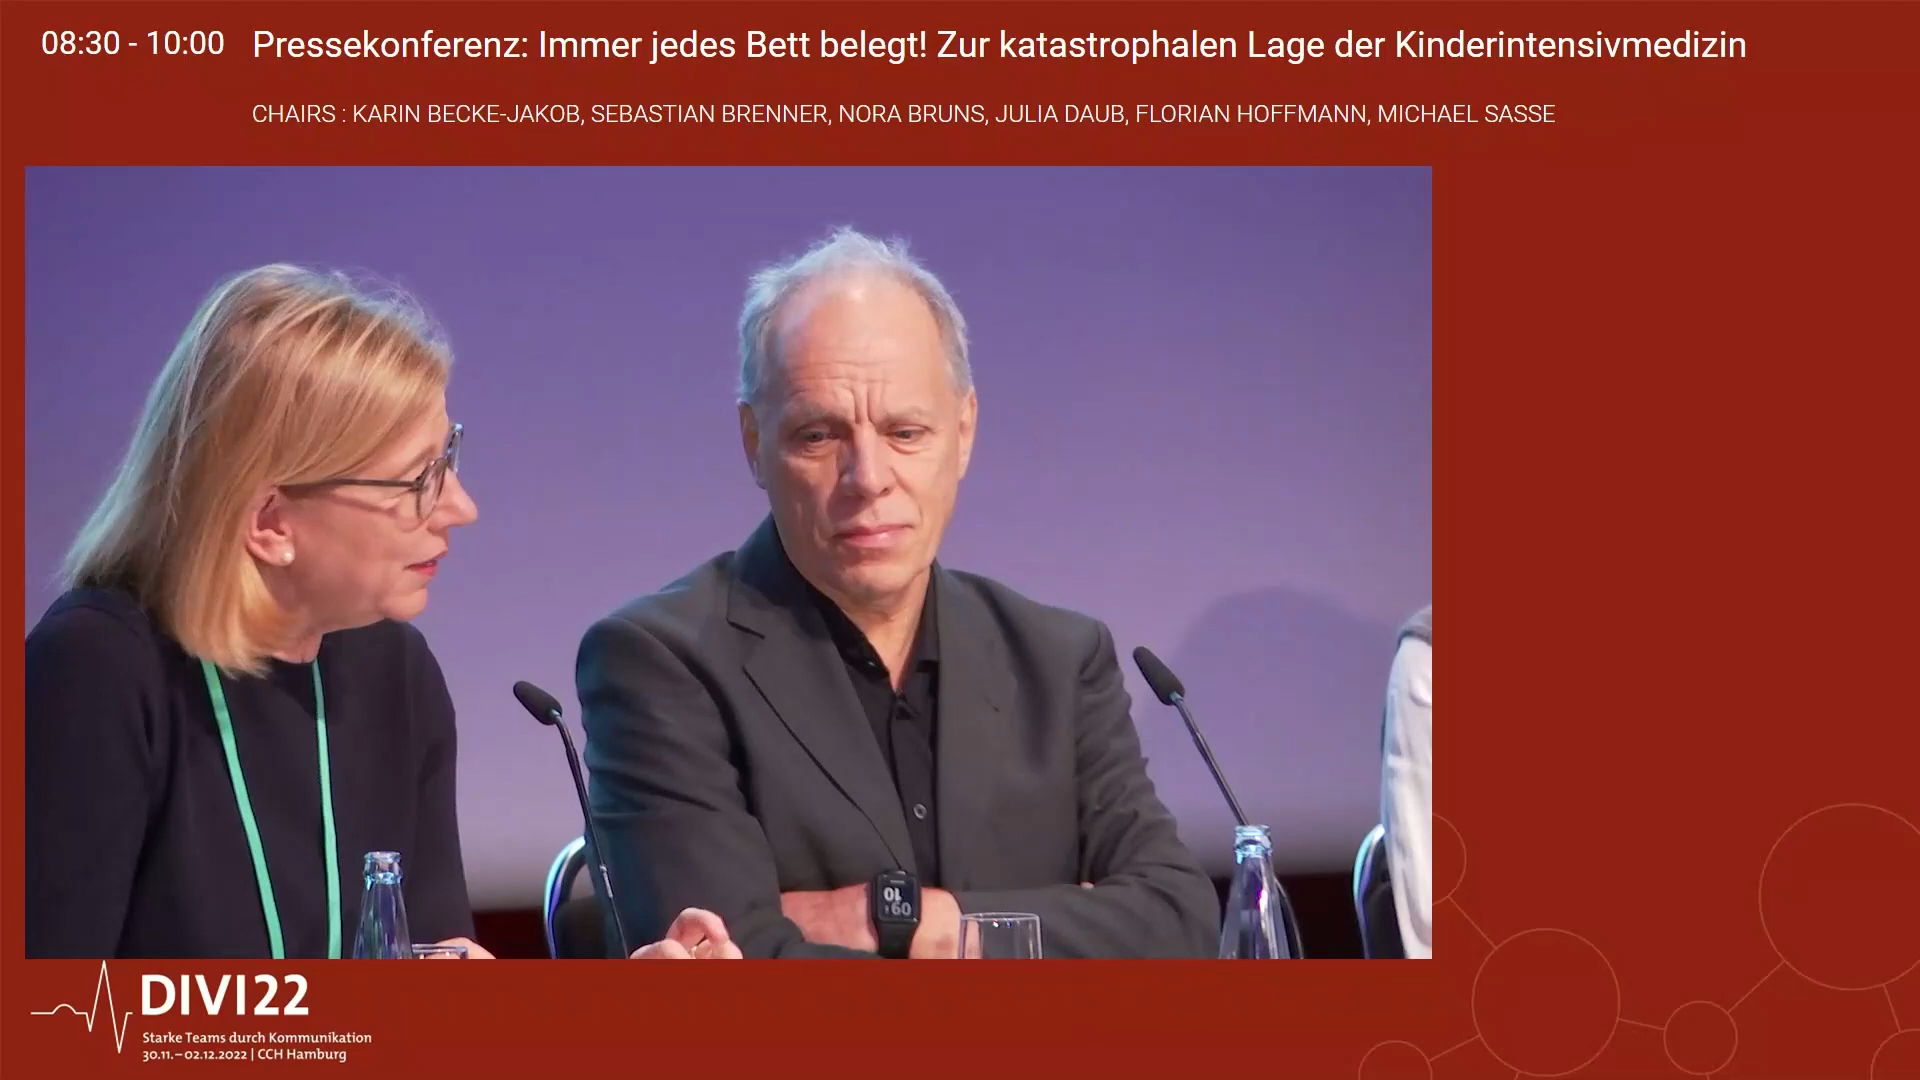 08:30 - 10:00 Pressekonferenz: Immer jedes Bett belegt! Zur katastrophalen Lage der Kinderintensivmedizin
CHAIRS : KARIN BECKE-JAKOB, SEBASTIAN BRENNER, NORA BRUNS, JULIA DAUB, FLORIAN HOFFMANN, MICHAEL SASSE
10
09
DIVI22
Starke Teams durch Kommunikation
30.11.–02.12.2022 | CCH Hamburg